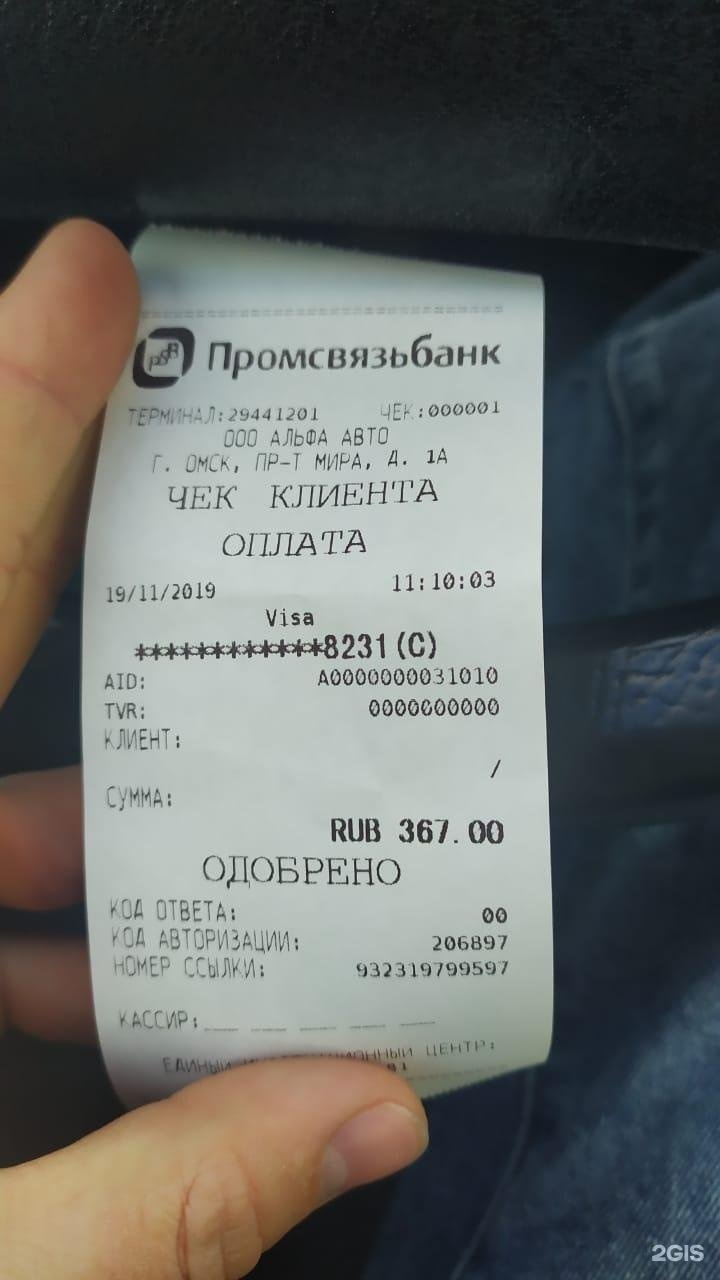 PSB Промсвязьбанк
ТЕРМИНАЛ:29441201 ЧЕК:000001
ООО АЛЬФА АВТО
Г. ОМСК, ПР-Т МИРА, Д. 1А
ЧЕК КЛИЕНТА
ОПЛАТА
19/11/2019 11:10:03
Visa
************8231(C)
AID: A0000000031010
TVR: 0000000000
КЛИЕНТ:
/
СУММА:
RUB 367.00
ОДОБРЕНО
КОД ОТВЕТА: 00
КОД АВТОРИЗАЦИИ: 206897
НОМЕР ССЫЛКИ: 932319799597
КАССИР:
ЕДИНЫЙ ЦЕНТР:
2GIS